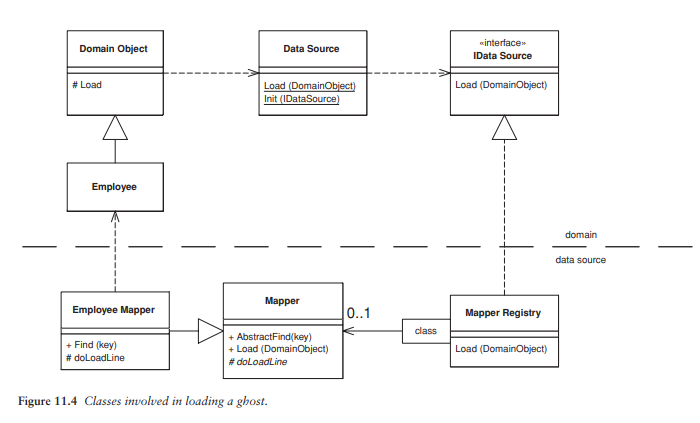 Domain Object
# Load
Data Source
Load (DomainObject)
Init (IDataSource)
«interface»
IData Source
Load (DomainObject)
Employee
domain
data source
Employee Mapper
+ Find (key)
# doLoadLine
Mapper
+ AbstractFind(key)
+ Load (DomainObject)
# doLoadLine
0..1
class
Mapper Registry
Load (DomainObject)
Figure 11.4 Classes involved in loading a ghost.